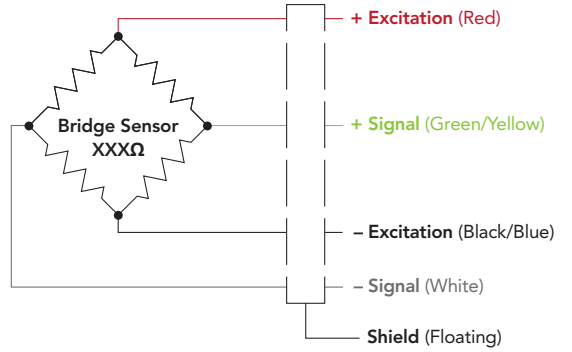 + Excitation (Red)
Bridge Sensor
XXXΩ
+ Signal (Green/Yellow)
– Excitation (Black/Blue)
– Signal (White)
Shield (Floating)